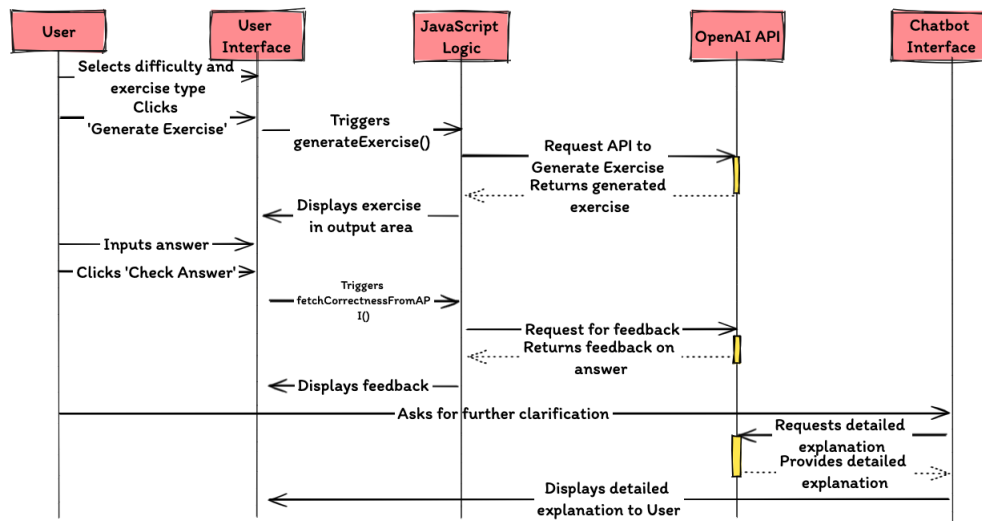 User
User
Interface
JavaScript
Logic
OpenAI API
Chatbot
Interface
Selects difficulty and
exercise type
Clicks
'Generate Exercise'
Triggers
generateExercise()
Request API to
Generate Exercise
Returns generated
exercise
Displays exercise
in output area
Inputs answer
Clicks 'Check Answer'
Triggers
fetchCorrectnessFromAP
I()
Request for feedback
Returns feedback on
answer
Displays feedback
Asks for further clarification
Requests detailed
explanation
Provides detailed
explanation
Displays detailed
explanation to User